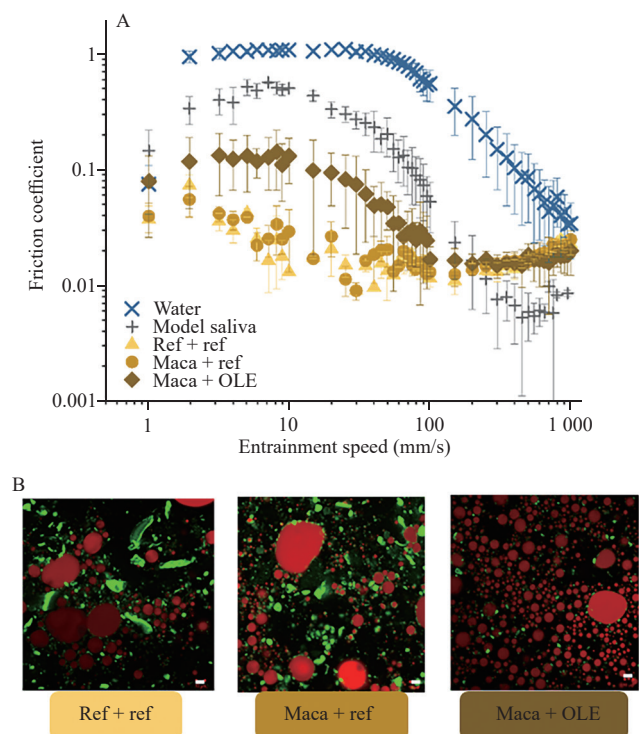 A
1
0.1
0.01
0.001
Friction coefficient
Water
Model saliva
Ref + ref
Maca + ref
Maca + OLE
1
10
100
1 000
Entrainment speed (mm/s)
B
Ref + ref
Maca + ref
Maca + OLE